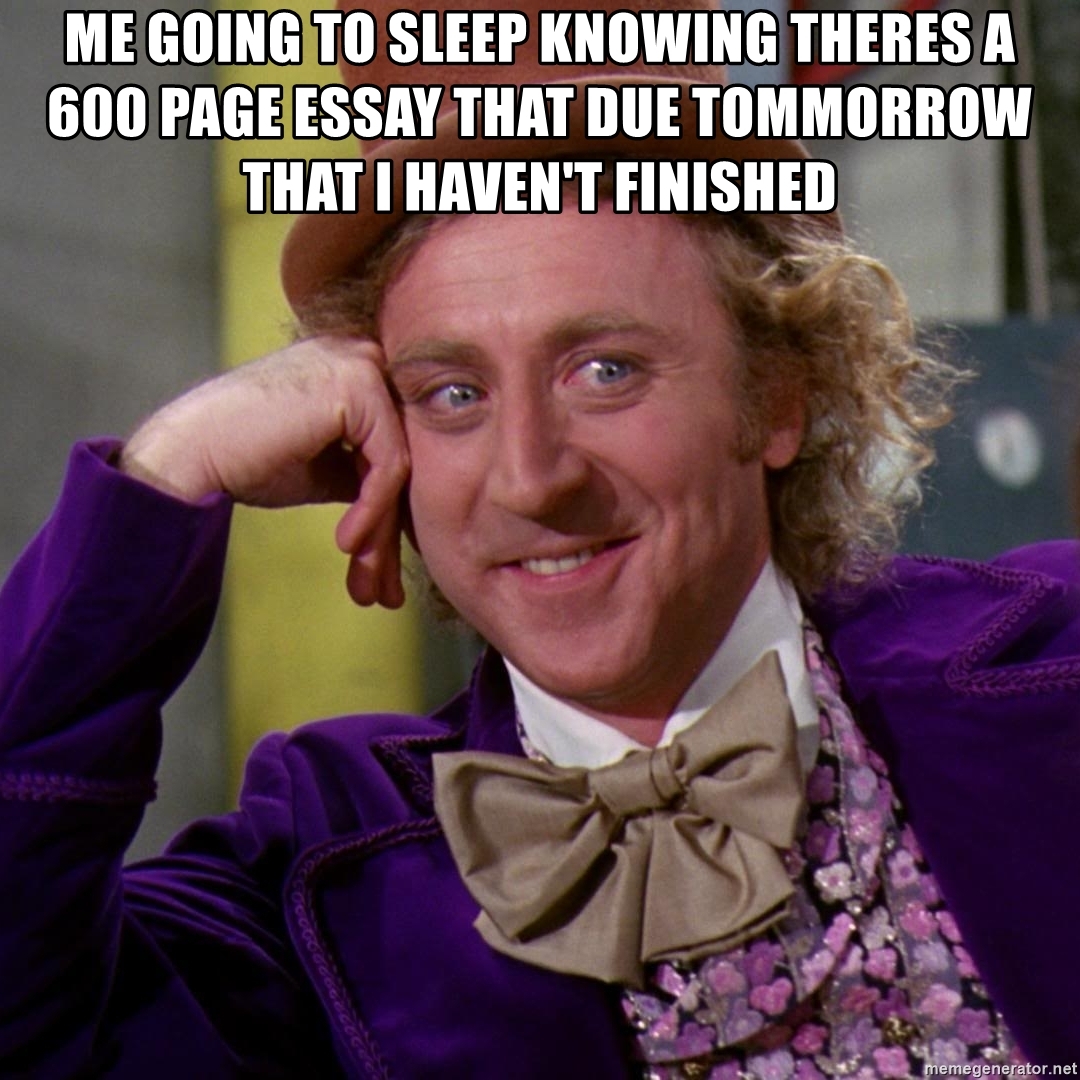 ME GOING TO SLEEP KNOWING THERES A
600 PAGE ESSAY THAT DUE TOMMORROW
THAT I HAVEN'T FINISHED
memegenerator.net